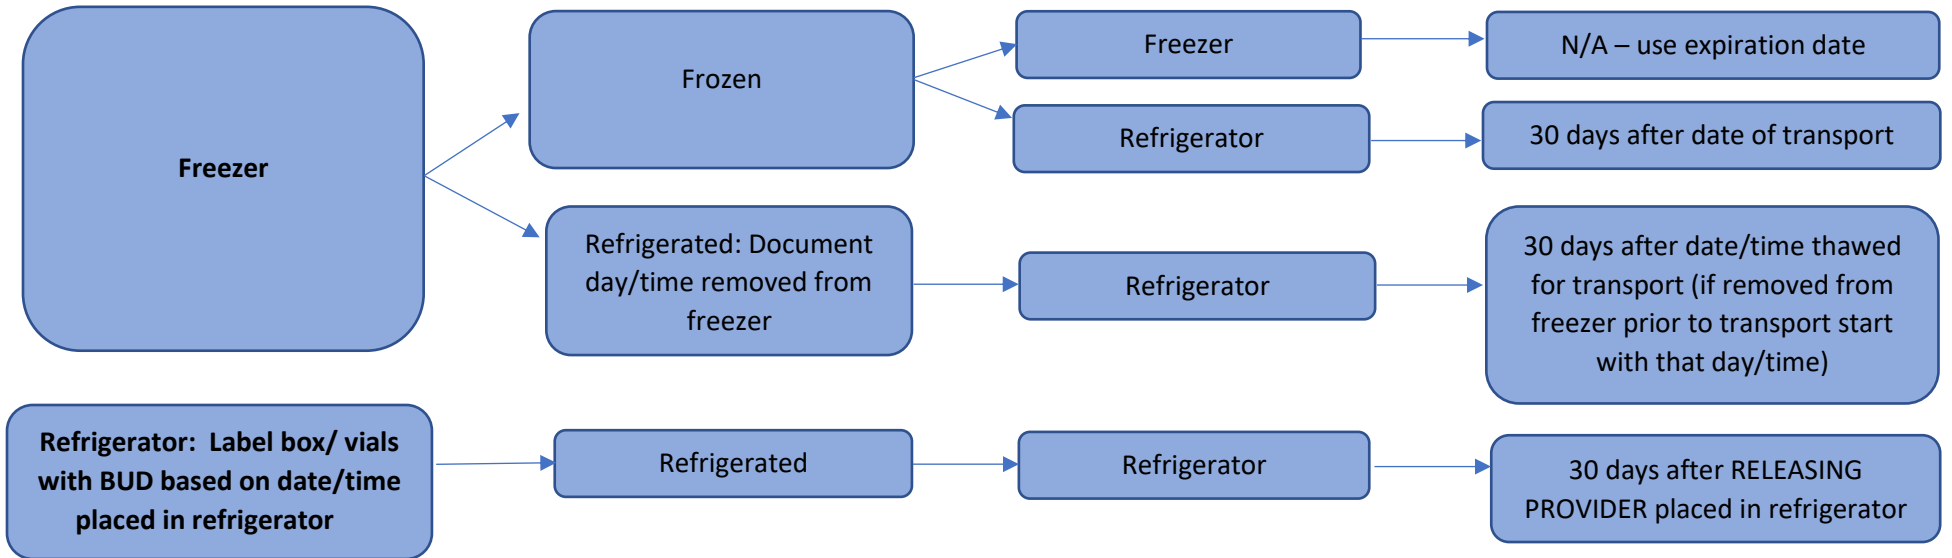 Freezer
Frozen
Freezer
N/A – use expiration date
Refrigerator
30 days after date of transport
Refrigerated: Document
day/time removed from
freezer
Refrigerator
30 days after date/time thawed
for transport (if removed from
freezer prior to transport start
with that day/time)
Refrigerator:  Label box/ vials
with BUD based on date/time
placed in refrigerator
Refrigerated
Refrigerator
30 days after RELEASING
PROVIDER placed in refrigerator